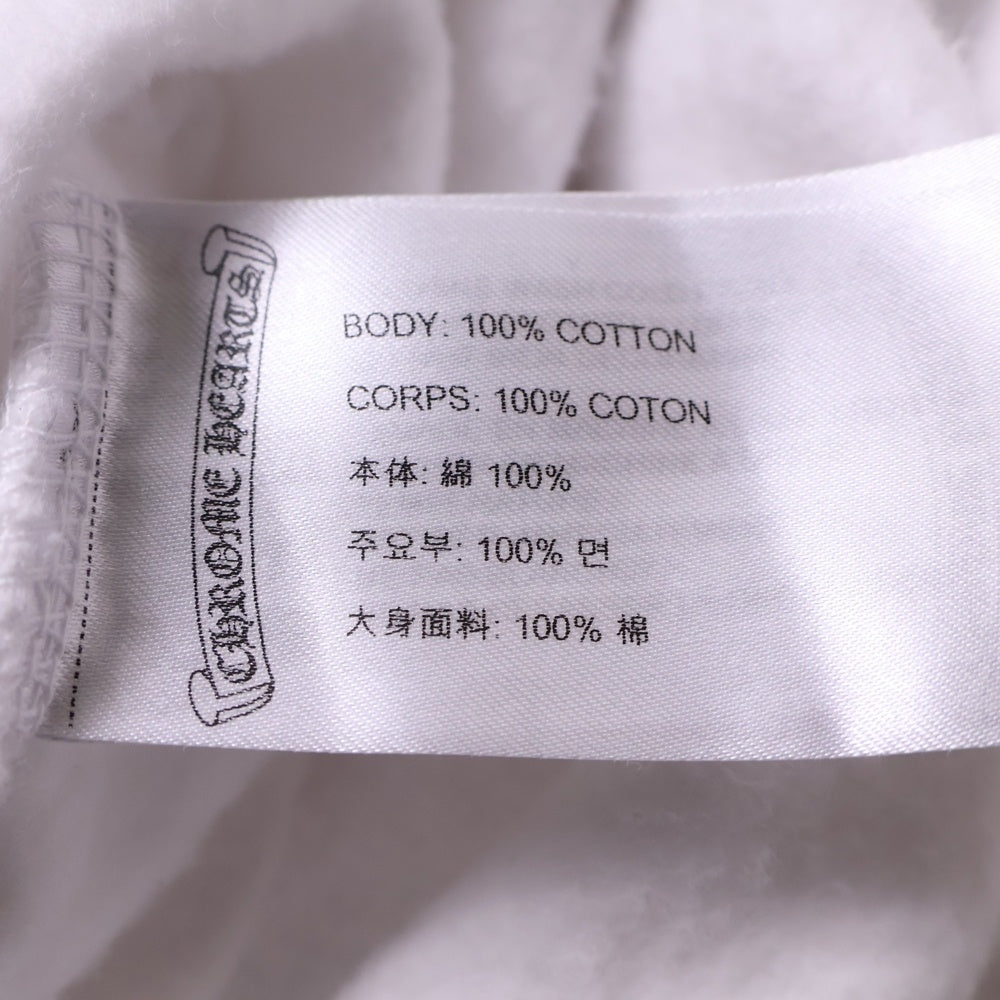 CHROME HEARTS
BODY: 100% COTTON
CORPS: 100% COTON
本体: 綿 100%
주요부: 100% 면
大身面料: 100% 棉